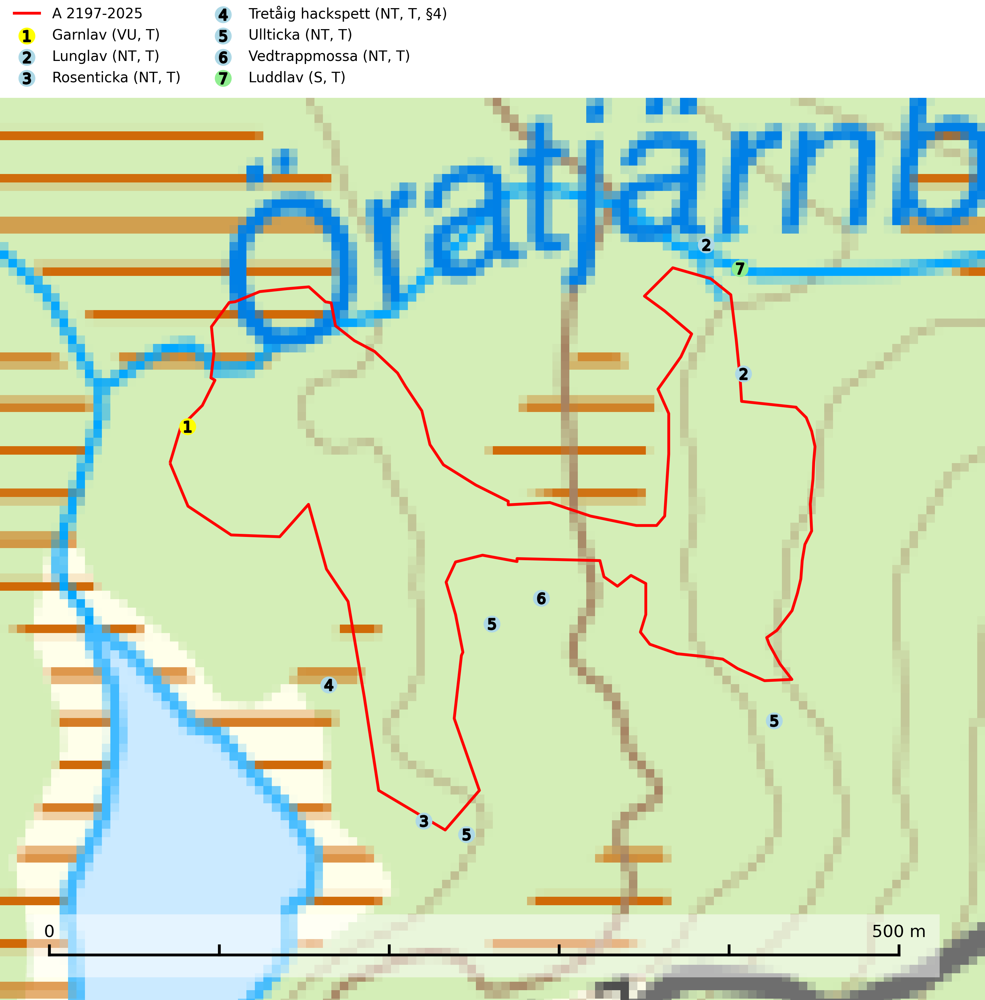 A 2197-2025
1 Garnlav (VU, T)
2 Lunglav (NT, T)
3 Rosenticka (NT, T)
4 Tretåig hackspett (NT, T, §4)
5 Ullticka (NT, T)
6 Vedtrappmossa (NT, T)
7 Luddlav (S, T)
Öratjärnb
2
7
2
1
6
5
4
5
3
5
0 500 m